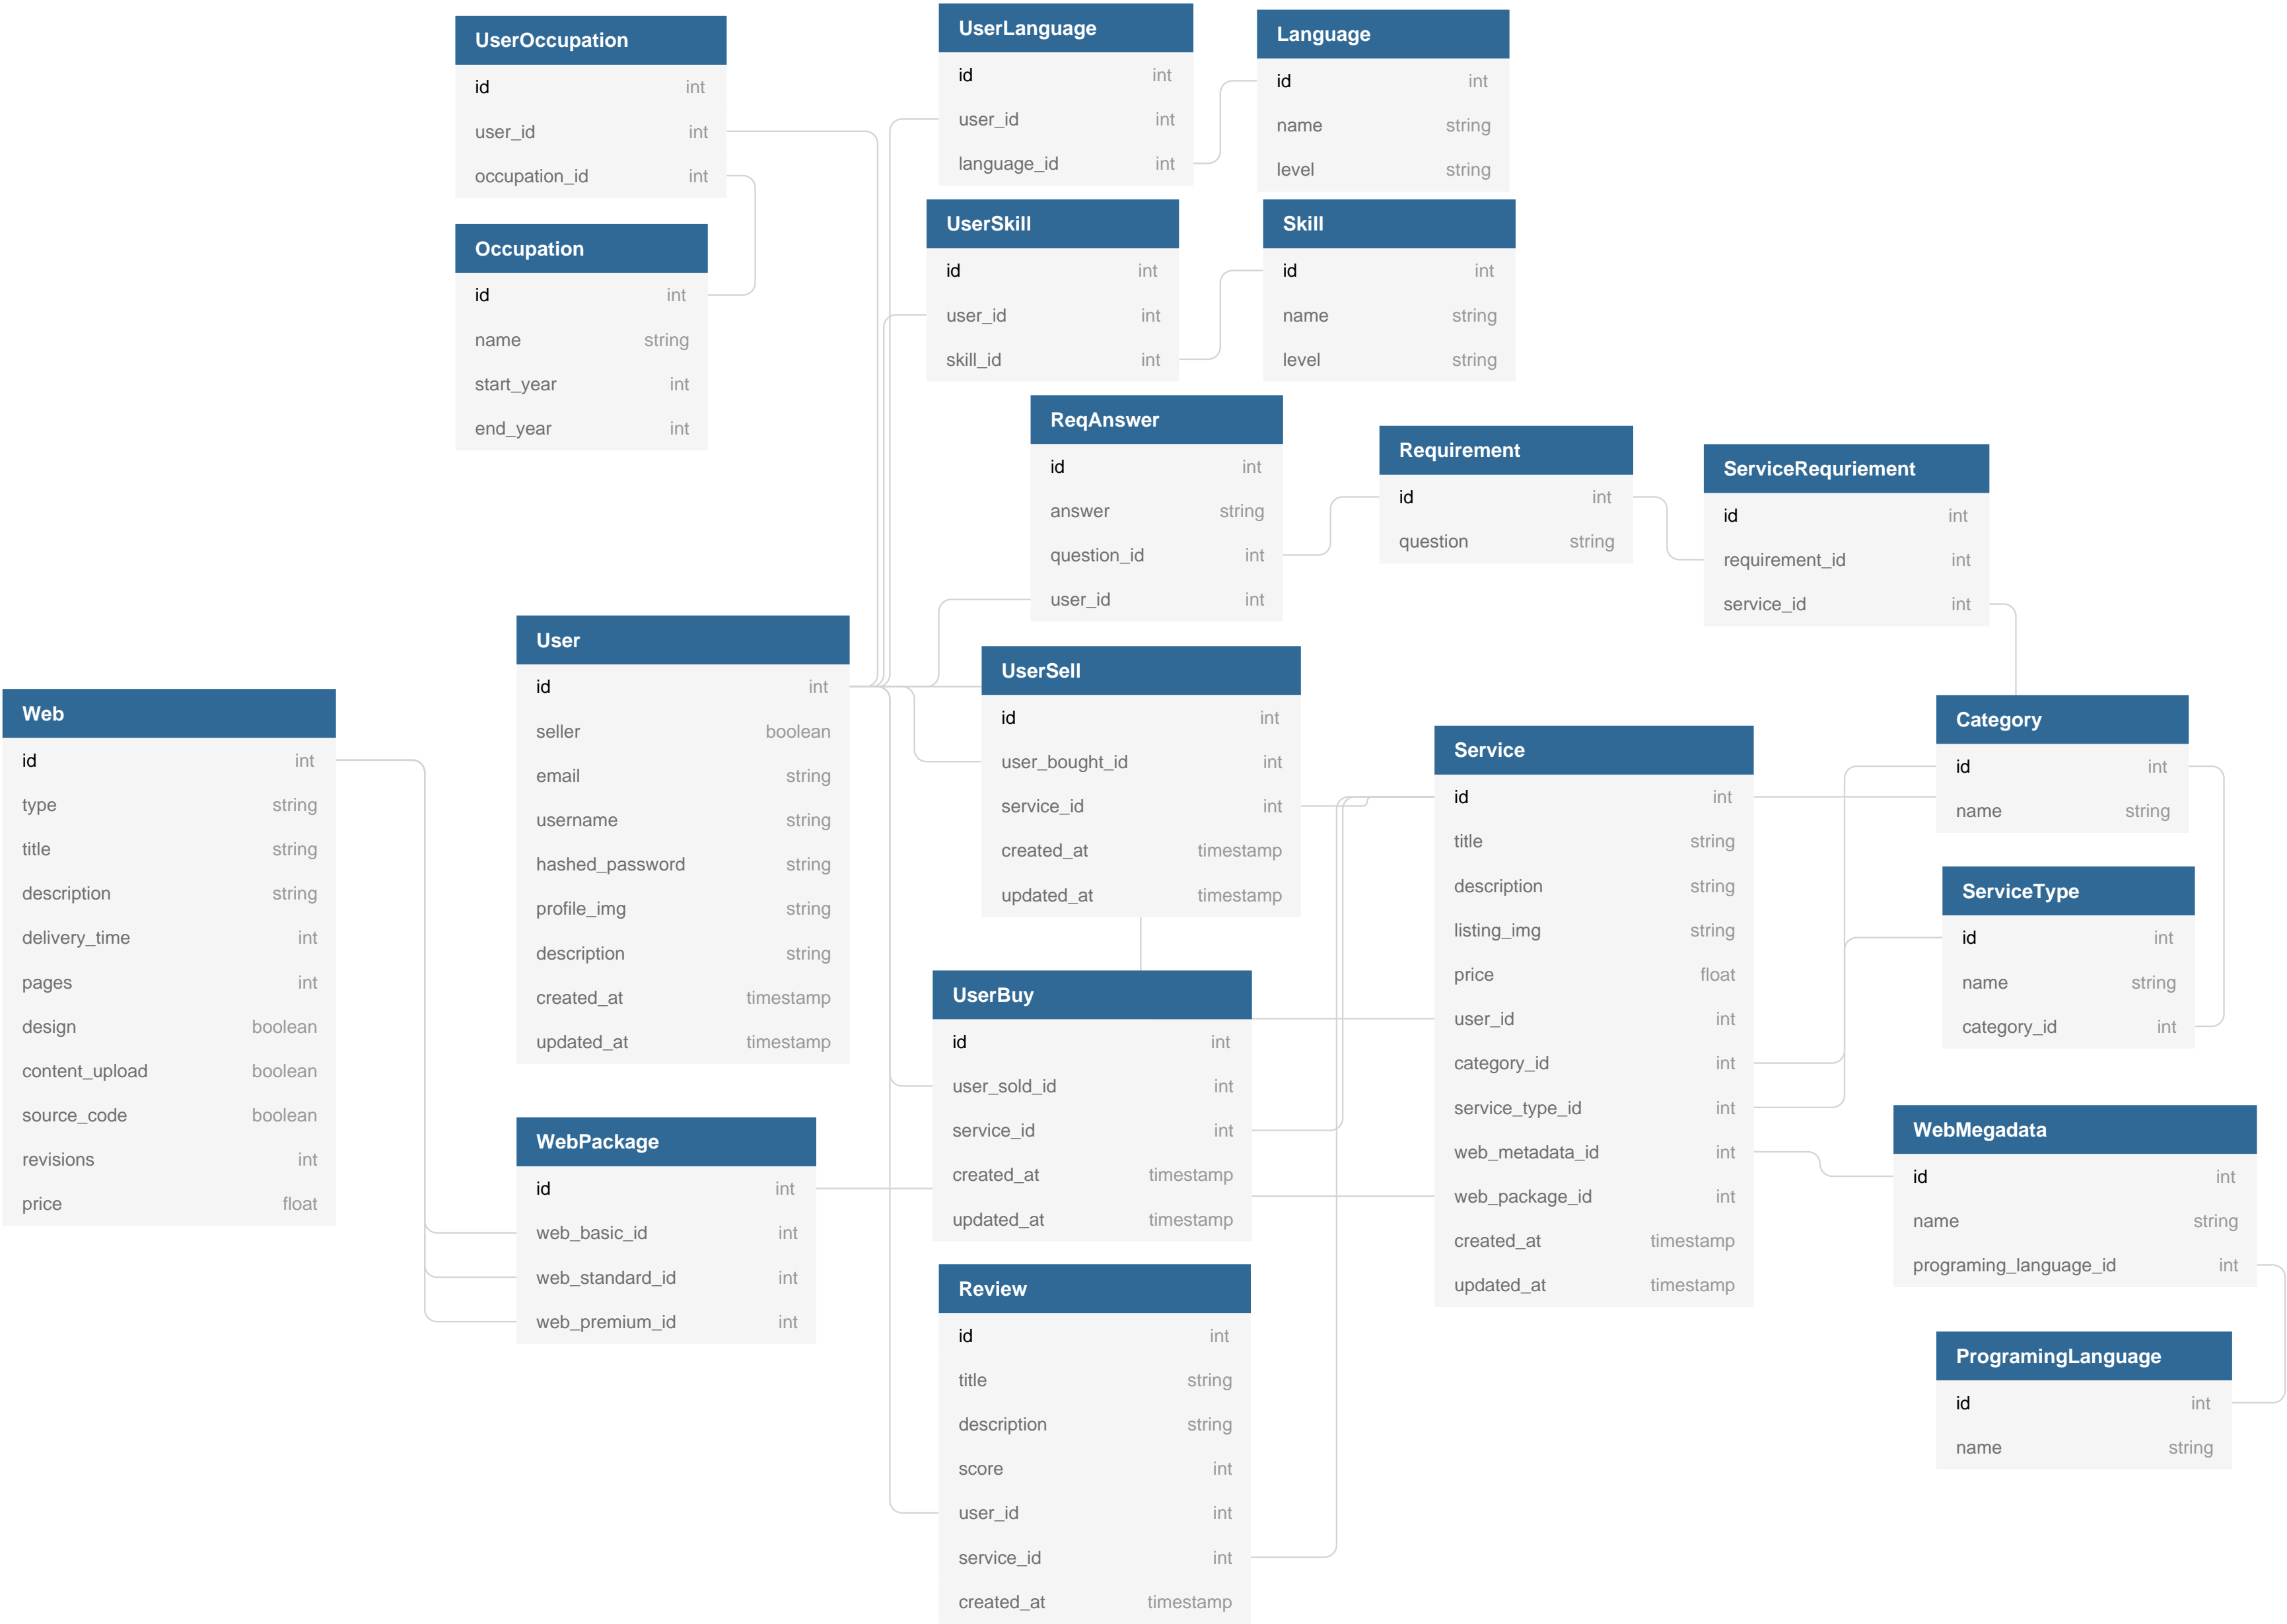 UserOccupation
id int
user_id int
occupation_id int
Occupation
id int
name string
start_year int
end_year int
UserLanguage
id int
user_id int
language_id int
Language
id int
name string
level string
UserSkill
id int
user_id int
skill_id int
Skill
id int
name string
level string
ReqAnswer
id int
answer string
question_id int
user_id int
Requirement
id int
question string
ServiceRequriement
id int
requirement_id int
service_id int
Web
id int
type string
title string
description string
delivery_time int
pages int
design boolean
content_upload boolean
source_code boolean
revisions int
price float
User
id int
seller boolean
email string
username string
hashed_password string
profile_img string
description string
created_at timestamp
updated_at timestamp
WebPackage
id int
web_basic_id int
web_standard_id int
web_premium_id int
UserSell
id int
user_bought_id int
service_id int
created_at timestamp
updated_at timestamp
UserBuy
id int
user_sold_id int
service_id int
created_at timestamp
updated_at timestamp
Review
id int
title string
description string
score int
user_id int
service_id int
created_at timestamp
Service
id int
title string
description string
listing_img string
price float
user_id int
category_id int
service_type_id int
web_metadata_id int
web_package_id int
created_at timestamp
updated_at timestamp
Category
id int
name string
ServiceType
id int
name string
category_id int
WebMegadata
id int
name string
programing_language_id int
ProgramingLanguage
id int
name string